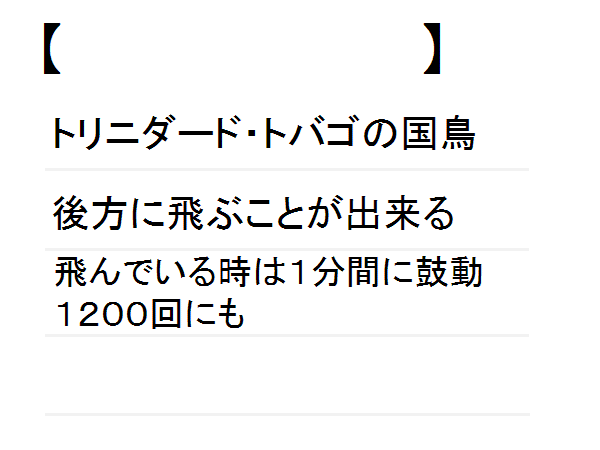 【　　　　　　　　　】
トリニダード・トバゴの国鳥
後方に飛ぶことが出来る
飛んでいる時は１分間に鼓動
１２００回にも